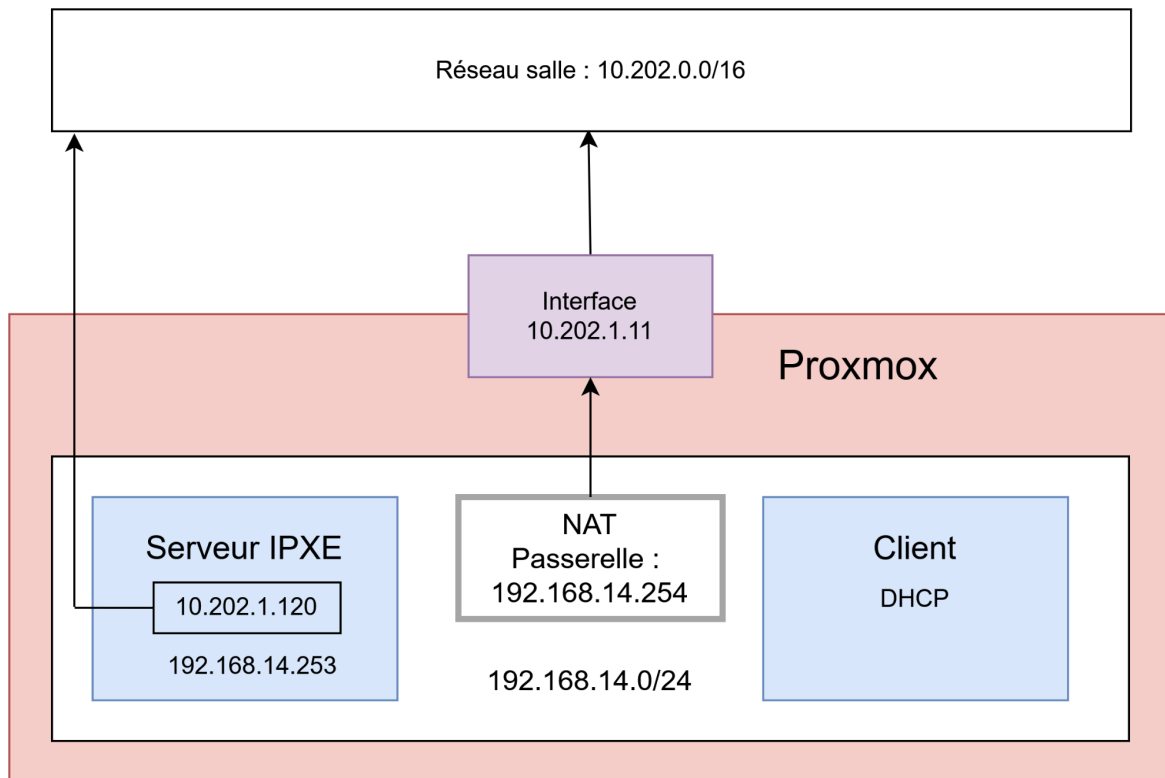 Réseau salle : 10.202.0.0/16
Interface
10.202.1.11
Proxmox
Serveur IPXE
10.202.1.120
192.168.14.253
NAT
Passerelle :
192.168.14.254
192.168.14.0/24
Client
DHCP